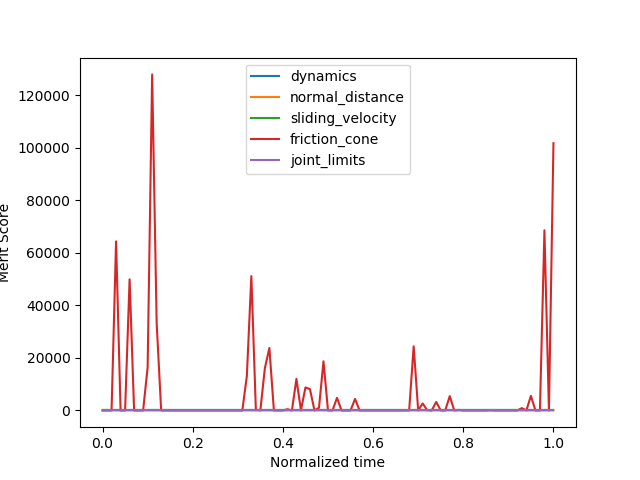 dynamics
normal_distance
sliding_velocity
friction_cone
joint_limits
120000
100000
80000
60000
40000
20000
0
0.0 0.2 0.4 0.6 0.8 1.0
Normalized time
Merit Score